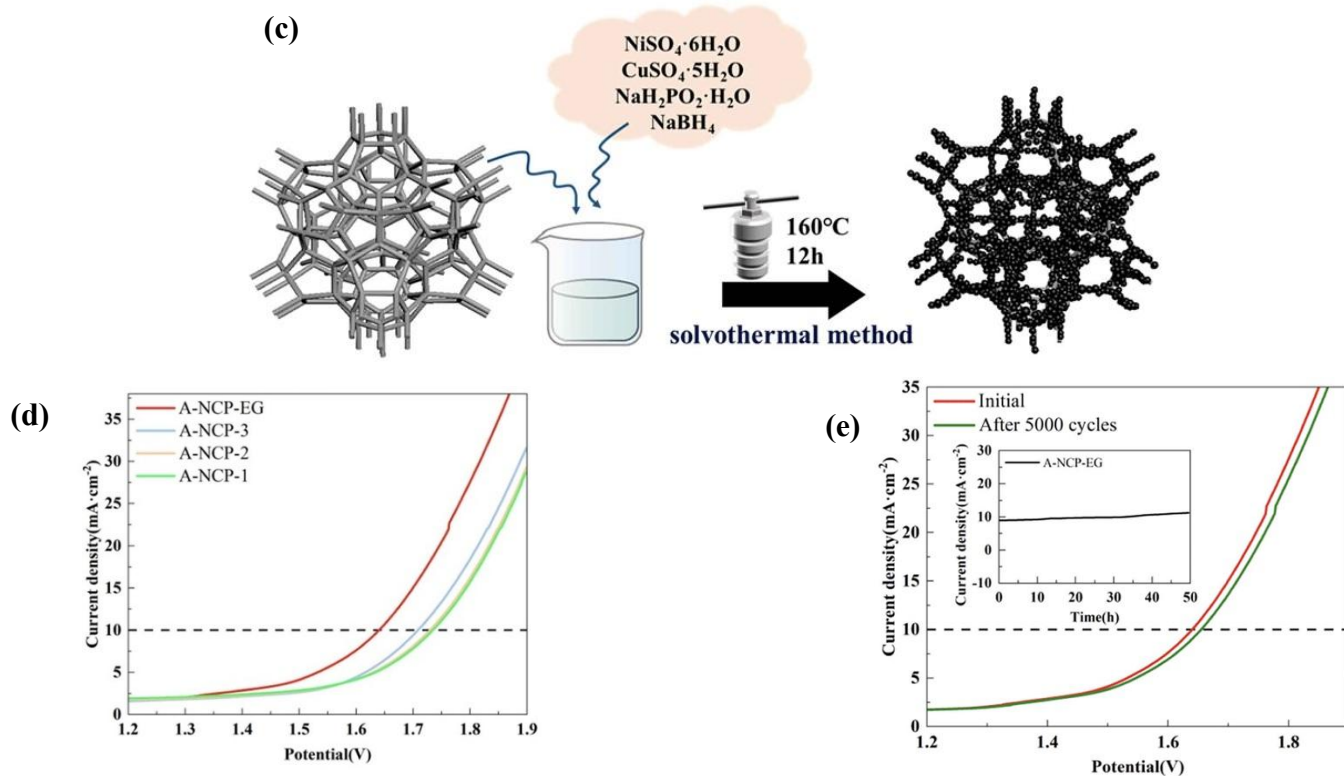 (c)
NiSO₄·6H₂O
CuSO₄·5H₂O
NaH₂PO₂·H₂O
NaBH₄
160°C
12h
solvothermal method
(d)
A-NCP-EG
A-NCP-3
A-NCP-2
A-NCP-1
Current density(mA·cm⁻²)
35
30
25
20
15
10
5
0
1.2 1.3 1.4 1.5 1.6 1.7 1.8 1.9
Potential(V)
(e)
Initial
After 5000 cycles
Current density(mA·cm⁻²)
35
30
25
20
15
10
5
0
1.2 1.4 1.6 1.8
Potential(V)
A-NCP-EG
Current density(mA·cm⁻²)
30
20
10
0
-10
0 10 20 30 40 50
Time(h)